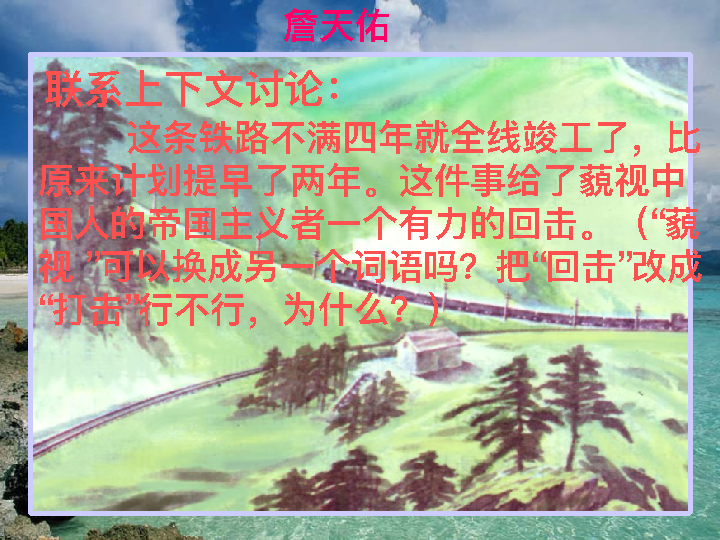 詹天佑
联系上下文讨论：
这条铁路不满四年就全线竣工了，比
原来计划提早了两年。这件事给了藐视中
国人的帝国主义者一个有力的回击。（“藐
视 ”可以换成另一个词语吗？把“回击”改成
“打击”行不行，为什么？）